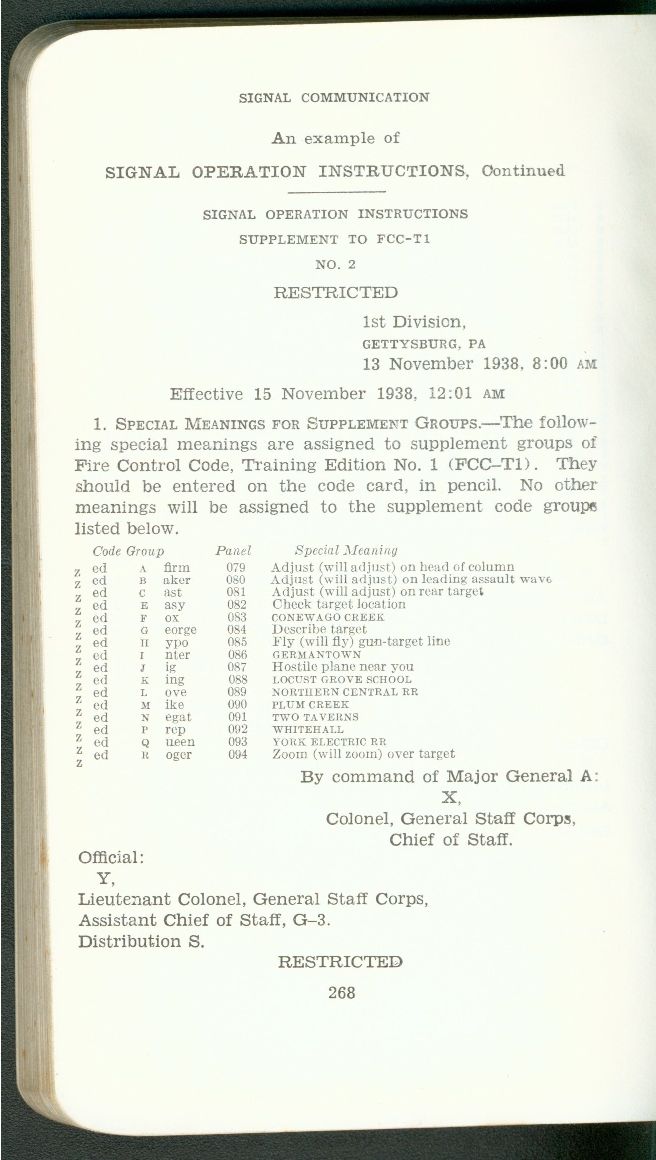 SIGNAL COMMUNICATION
An example of
SIGNAL OPERATION INSTRUCTIONS, Continued
SIGNAL OPERATION INSTRUCTIONS
SUPPLEMENT TO FCC-T1
NO. 2
RESTRICTED
1st Division,
GETTYSBURG, PA
13 November 1938, 8:00 AM
Effective 15 November 1938, 12:01 AM
1. SPECIAL MEANINGS FOR SUPPLEMENT GROUPS.—The follow-
ing special meanings are assigned to supplement groups of
Fire Control Code, Training Edition No. 1 (FCC–T1). They
should be entered on the code card, in pencil. No other
meanings will be assigned to the supplement code groups
listed below.
Code Group Panel Special Meaning
Z ed A firm 079 Adjust (will adjust) on head of column
Z ed B aker 080 Adjust (will adjust) on leading assault wave
Z ed C ast 081 Adjust (will adjust) on rear target
Z ed E asy 082 Check target location
Z ed F ox 083 CONEWAGO CREEK
Z ed G eorge 084 Describe target
Z ed H ypo 085 Fly (will fly) gun-target line
Z ed I nter 086 GERMANTOWN
Z ed J ig 087 Hostile plane near you
Z ed K ing 088 LOCUST GROVE SCHOOL
Z ed L ove 089 NORTHERN CENTRAL RR
Z ed M ike 090 PLUM CREEK
Z ed N egat 091 TWO TAVERNS
Z ed P rep 092 WHITEHALL
Z ed Q ueen 093 YORK ELECTRIC RR
Z ed R oger 094 Zoom (will zoom) over target
Z
By command of Major General A:
X,
Colonel, General Staff Corps,
Chief of Staff.
Official:
Y,
Lieutenant Colonel, General Staff Corps,
Assistant Chief of Staff, G–3.
Distribution S.
RESTRICTED
268